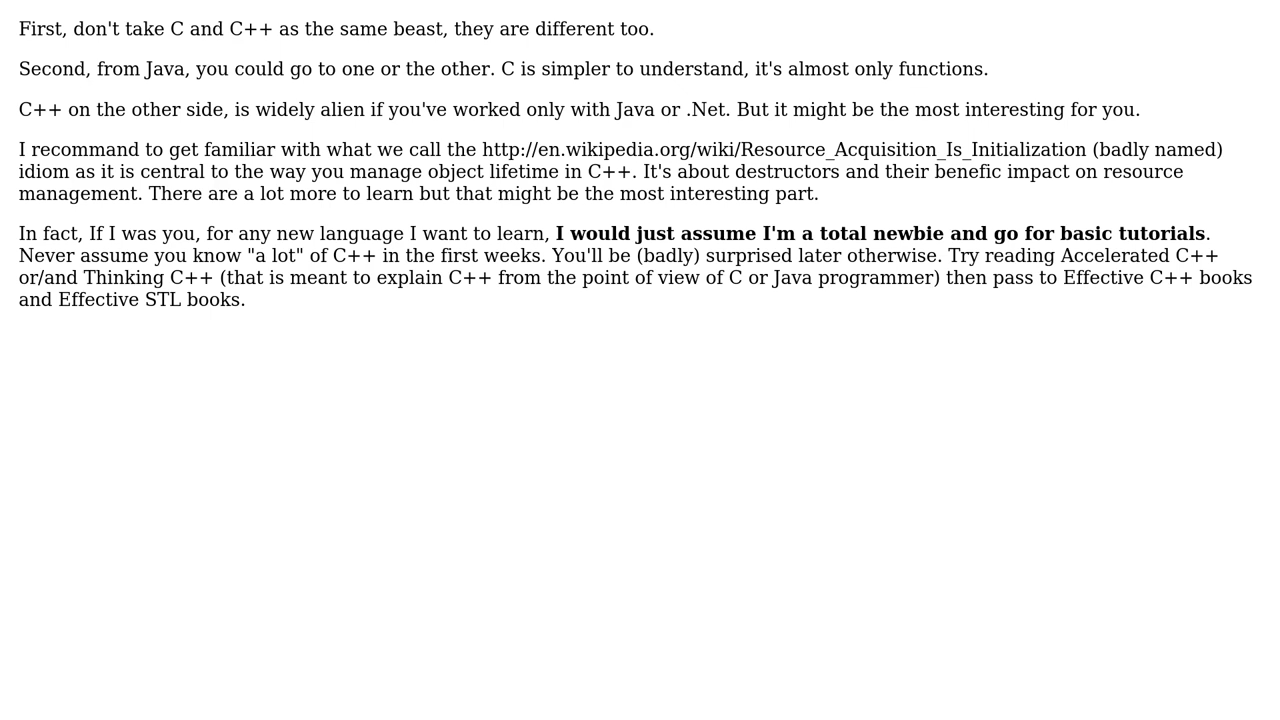 First, don't take C and C++ as the same beast, they are different too.
Second, from Java, you could go to one or the other. C is simpler to understand, it's almost only functions.
C++ on the other side, is widely alien if you've worked only with Java or .Net. But it might be the most interesting for you.
I recommand to get familiar with what we call the http://en.wikipedia.org/wiki/Resource_Acquisition_Is_Initialization (badly named)
idiom as it is central to the way you manage object lifetime in C++. It's about destructors and their benefic impact on resource
management. There are a lot more to learn but that might be the most interesting part.
In fact, If I was you, for any new language I want to learn, I would just assume I'm a total newbie and go for basic tutorials.
Never assume you know "a lot" of C++ in the first weeks. You'll be (badly) surprised later otherwise. Try reading Accelerated C++
or/and Thinking C++ (that is meant to explain C++ from the point of view of C or Java programmer) then pass to Effective C++ books
and Effective STL books.